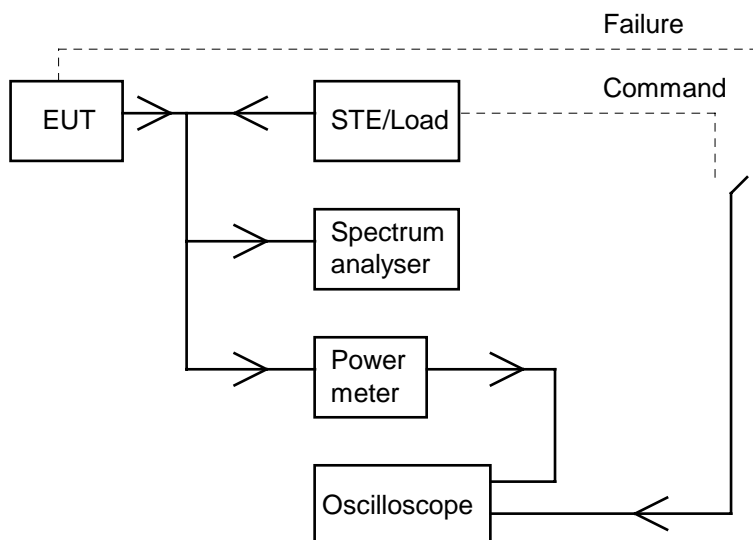 Failure
EUT
STE/Load
Command
Spectrum
analyser
Power
meter
Oscilloscope